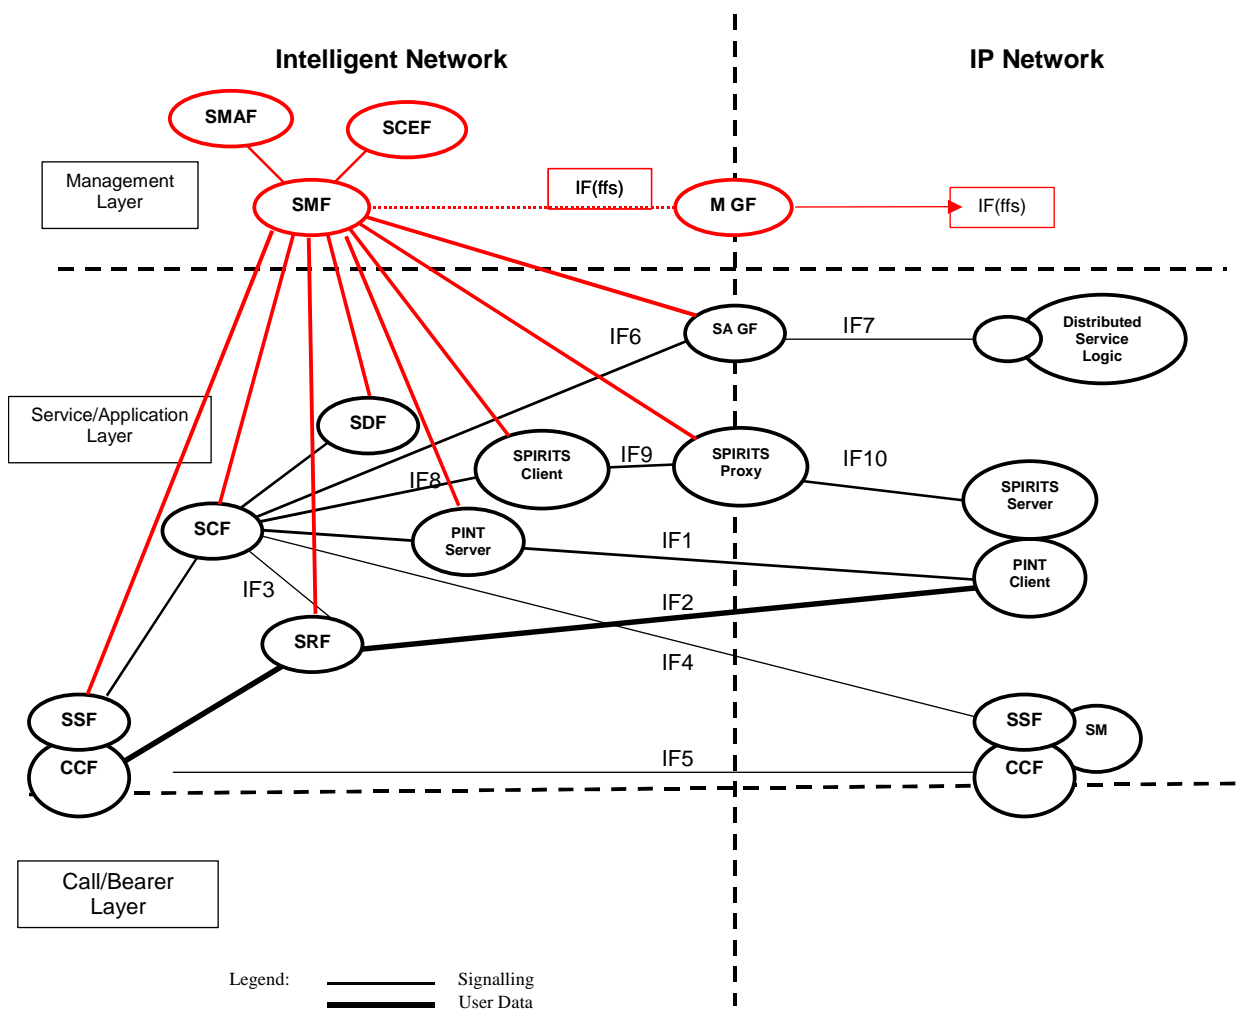 Intelligent Network
IP Network
SMAF
SCEF
Management
Layer
SMF
IF(ffs)
M GF
IF(ffs)
SA GF
IF6
IF7
Distributed
Service
Logic
Service/Application
Layer
SDF
SPIRITS
Client
IF9
SPIRITS
Proxy
IF10
IF8
SPIRITS
Server
SCF
PINT
Server
IF1
PINT
Client
IF3
IF2
SRF
IF4
SSF
CCF
IF5
SSF
SM
CCF
Call/Bearer
Layer
Legend:
Signalling
User Data